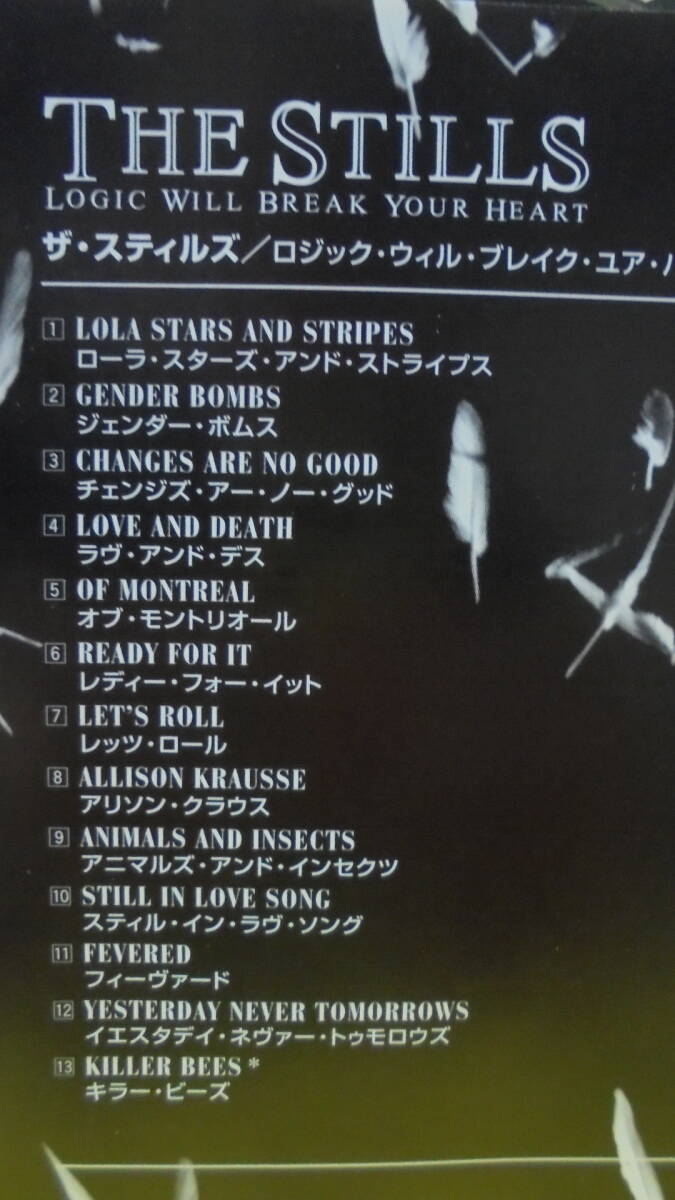 THE STILLS
LOGIC WILL BREAK YOUR HEART
ザ・スティルズ/ロジック・ウィル・ブレイク・ユア・
1 LOLA STARS AND STRIPES
ローラ・スターズ・アンド・ストライプス
2 GENDER BOMBS
ジェンダー・ボムス
3 CHANGES ARE NO GOOD
チェンジズ・アー・ノー・グッド
4 LOVE AND DEATH
ラヴ・アンド・デス
5 OF MONTREAL
オブ・モントリオール
6 READY FOR IT
レディー・フォー・イット
7 LET'S ROLL
レッツ・ロール
8 ALLISON KRAUSSE
アリソン・クラウス
9 ANIMALS AND INSECTS
アニマルズ・アンド・インセクツ
10 STILL IN LOVE SONG
スティル・イン・ラヴ・ソング
11 FEVERED
フィーヴァード
12 YESTERDAY NEVER TOMORROWS
イエスタデイ・ネヴァー・トゥモロウズ
13 KILLER BEES *
キラー・ビーズ